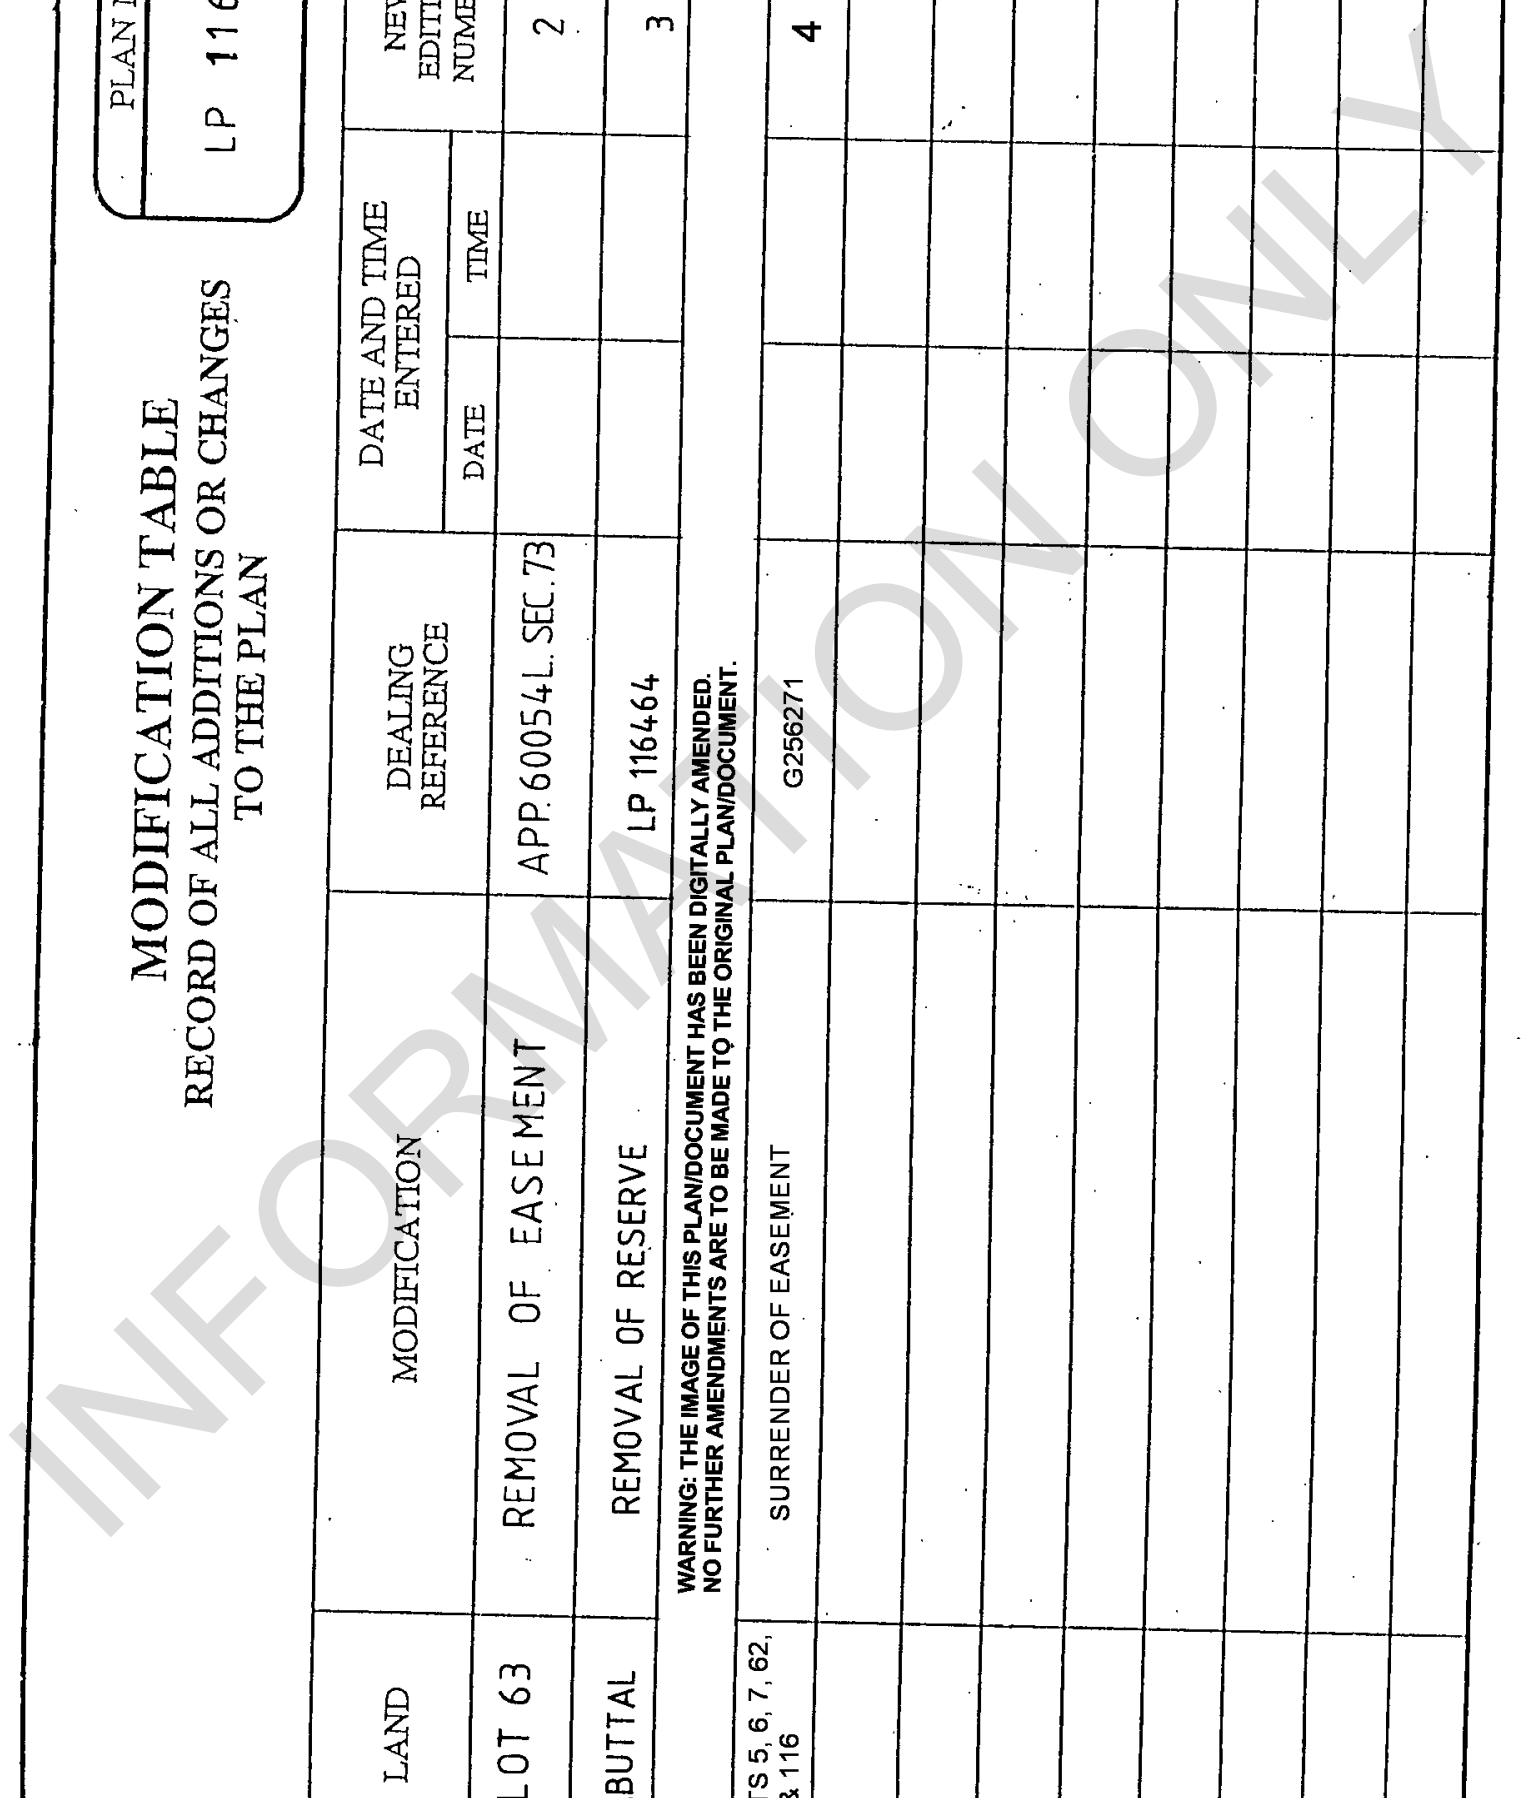 PLAN
LP 116
MODIFICATION TABLE
RECORD OF ALL ADDITIONS OR CHANGES
TO THE PLAN
LAND
MODIFICATION
DEALING
REFERENCE
DATE AND TIME
ENTERED
DATE
TIME
NEW
EDITI
NUMBE
LOT 63
REMOVAL OF EASEMENT
APP.60054L. SEC.73
2
BUTTAL
REMOVAL OF RESERVE
LP 116464
3
WARNING: THE IMAGE OF THIS PLAN/DOCUMENT HAS BEEN DIGITALLY AMENDED.
NO FURTHER AMENDMENTS ARE TO BE MADE TO THE ORIGINAL PLAN/DOCUMENT.
TS 5, 6, 7, 62,
& 116
SURRENDER OF EASEMENT
G256271
4
INFORMATION ONLY